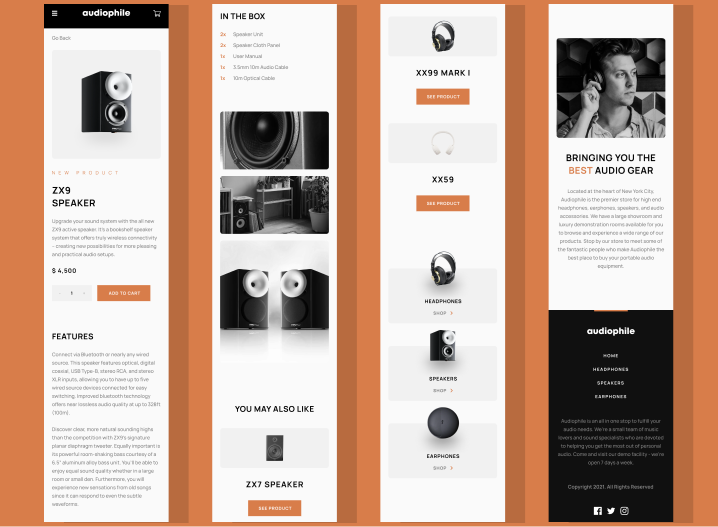 audiophile
Go Back
NEW PRODUCT
ZX9
SPEAKER
Upgrade your sound system with the all new
ZX9 active speaker. It's a bookshelf speaker
system that offers truly wireless connectivity
- creating new possibilities for more pleasing
and practical audio setups.
$ 4,500
- 1 +
ADD TO CART
FEATURES
Connect via Bluetooth or nearly any wired
source. This speaker features optical, digital
coaxial, USB Type-B, stereo RCA, and stereo
XLR inputs, allowing you to have up to five
wired source devices connected for easy
switching. Improved bluetooth technology
offers near lossless audio quality at up to 328ft
(100m).
Discover clear, more natural sounding highs
than the competition with ZX9's signature
planar diaphragm tweeter. Equally important is
its powerful room-shaking bass courtesy of a
6.5" aluminum alloy bass unit. You'll be able to
enjoy equal sound quality whether in a large
room or small den. Furthermore, you will
experience new sensations from old songs
since it can respond to even the subtle
waveforms.
IN THE BOX
2x Speaker Unit
2x Speaker Cloth Panel
1x User Manual
1x 3.5mm 10m Audio Cable
1x 10m Optical Cable
YOU MAY ALSO LIKE
ZX7 SPEAKER
SEE PRODUCT
XX99 MARK I
SEE PRODUCT
XX59
SEE PRODUCT
HEADPHONES
SHOP >
SPEAKERS
SHOP >
EARPHONES
SHOP >
BRINGING YOU THE
BEST AUDIO GEAR
Located at the heart of New York City,
Audiophile is the premier store for high end
headphones, earphones, speakers, and audio
accessories. We have a large showroom and
luxury demonstration rooms available for you
to browse and experience a wide range of our
products. Stop by our store to meet some of
the fantastic people who make Audiophile the
best place to buy your portable audio
equipment.
audiophile
HOME
HEADPHONES
SPEAKERS
EARPHONES
Audiophile is an all in one stop to fulfill your
audio needs. We're a small team of music
lovers and sound specialists who are devoted
to helping you get the most out of personal
audio. Come and visit our demo facility - we're
open 7 days a week.
Copyright 2021. All Rights Reserved